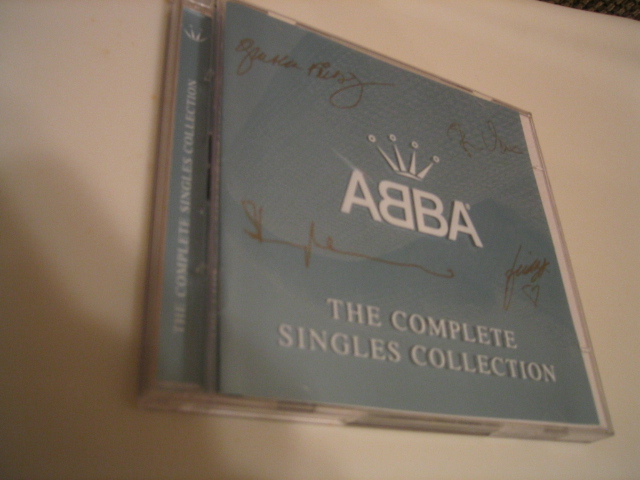 THE COMPLETE SINGLES COLLECTION
ABBA
THE COMPLETE
SINGLES COLLECTION